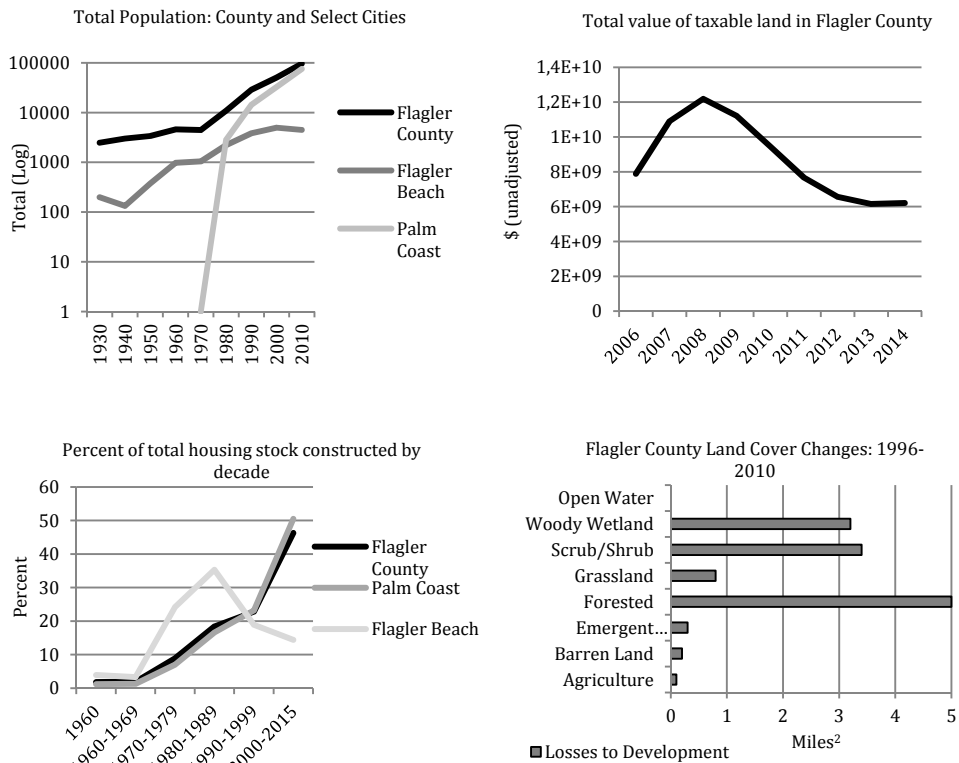 Total Population: County and Select Cities
Total (Log)
100000
10000
1000
100
10
1
1930
1940
1950
1960
1970
1980
1990
2000
2010
Flagler
County
Flagler
Beach
Palm
Coast
Total value of taxable land in Flagler County
$ (unadjusted)
1,4E+10
1,2E+10
1E+10
8E+09
6E+09
4E+09
2E+09
0
2006
2007
2008
2009
2010
2011
2012
2013
2014
Percent of total housing stock constructed by
decade
Percent
60
50
40
30
20
10
0
1960
1960-1969
1970-1979
1980-1989
1990-1999
2000-2015
Flagler
County
Palm Coast
Flagler Beach
Flagler County Land Cover Changes: 1996-
2010
Open Water
Woody Wetland
Scrub/Shrub
Grassland
Forested
Emergent...
Barren Land
Agriculture
0
1
2
3
4
5
Miles²
Losses to Development